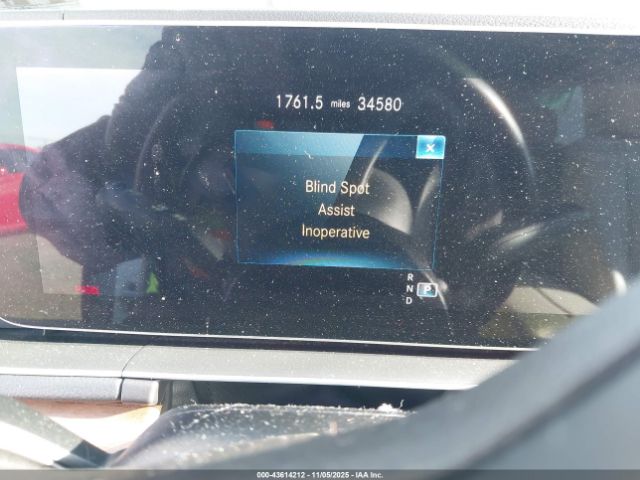 1761.5 miles 34580
X
Blind Spot
Assist
Inoperative
R
N P
D
000-43614212 - 11/05/2025 - IAA Inc.